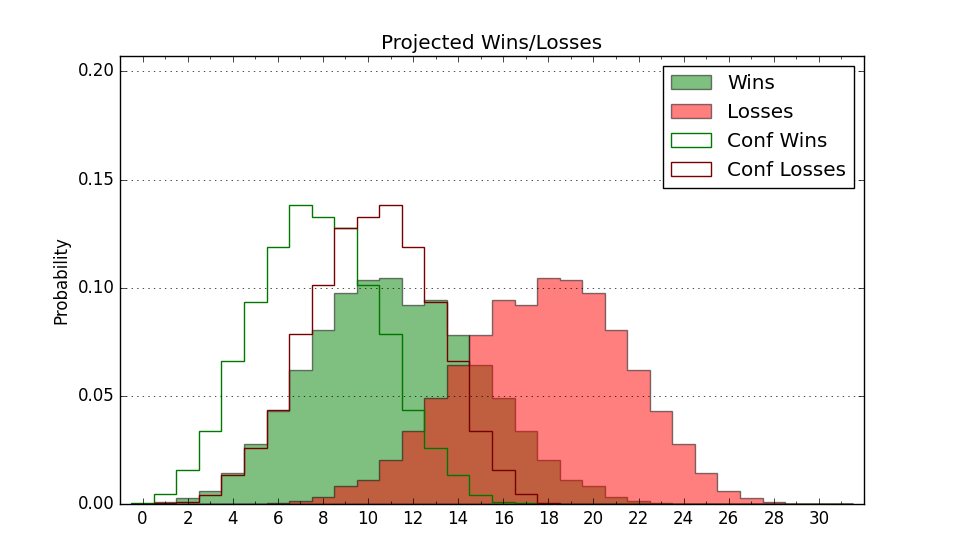 Projected Wins/Losses
0.20
0.15
0.10
0.05
0.00
Probability
Wins
Losses
Conf Wins
Conf Losses
0 2 4 6 8 10 12 14 16 18 20 22 24 26 28 30